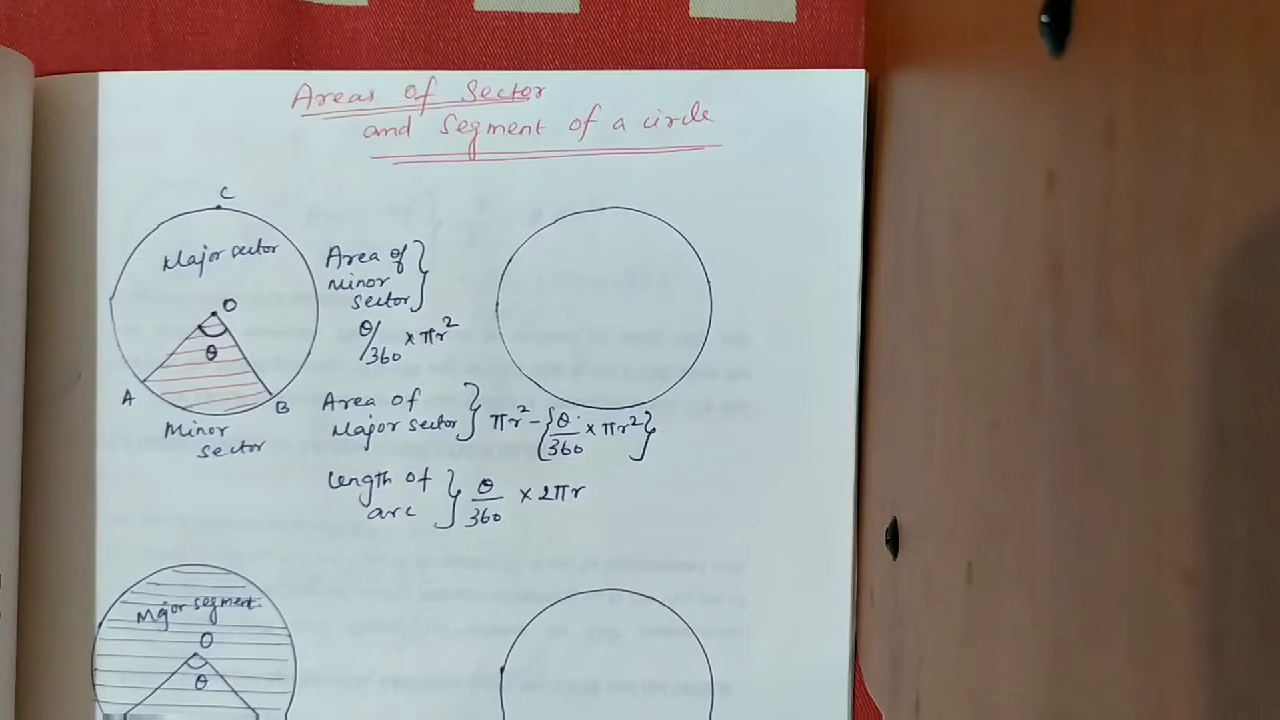 Areas of Sector
and Segment of a circle
C
Major sector
O
θ
A
B
Minor
sector
Area of
Minor
sector}
θ/360 × πr²
Area of
Major sector} πr² - {θ/360 × πr²}
Length of
arc} θ/360 × 2πr
Major segment
O
θ